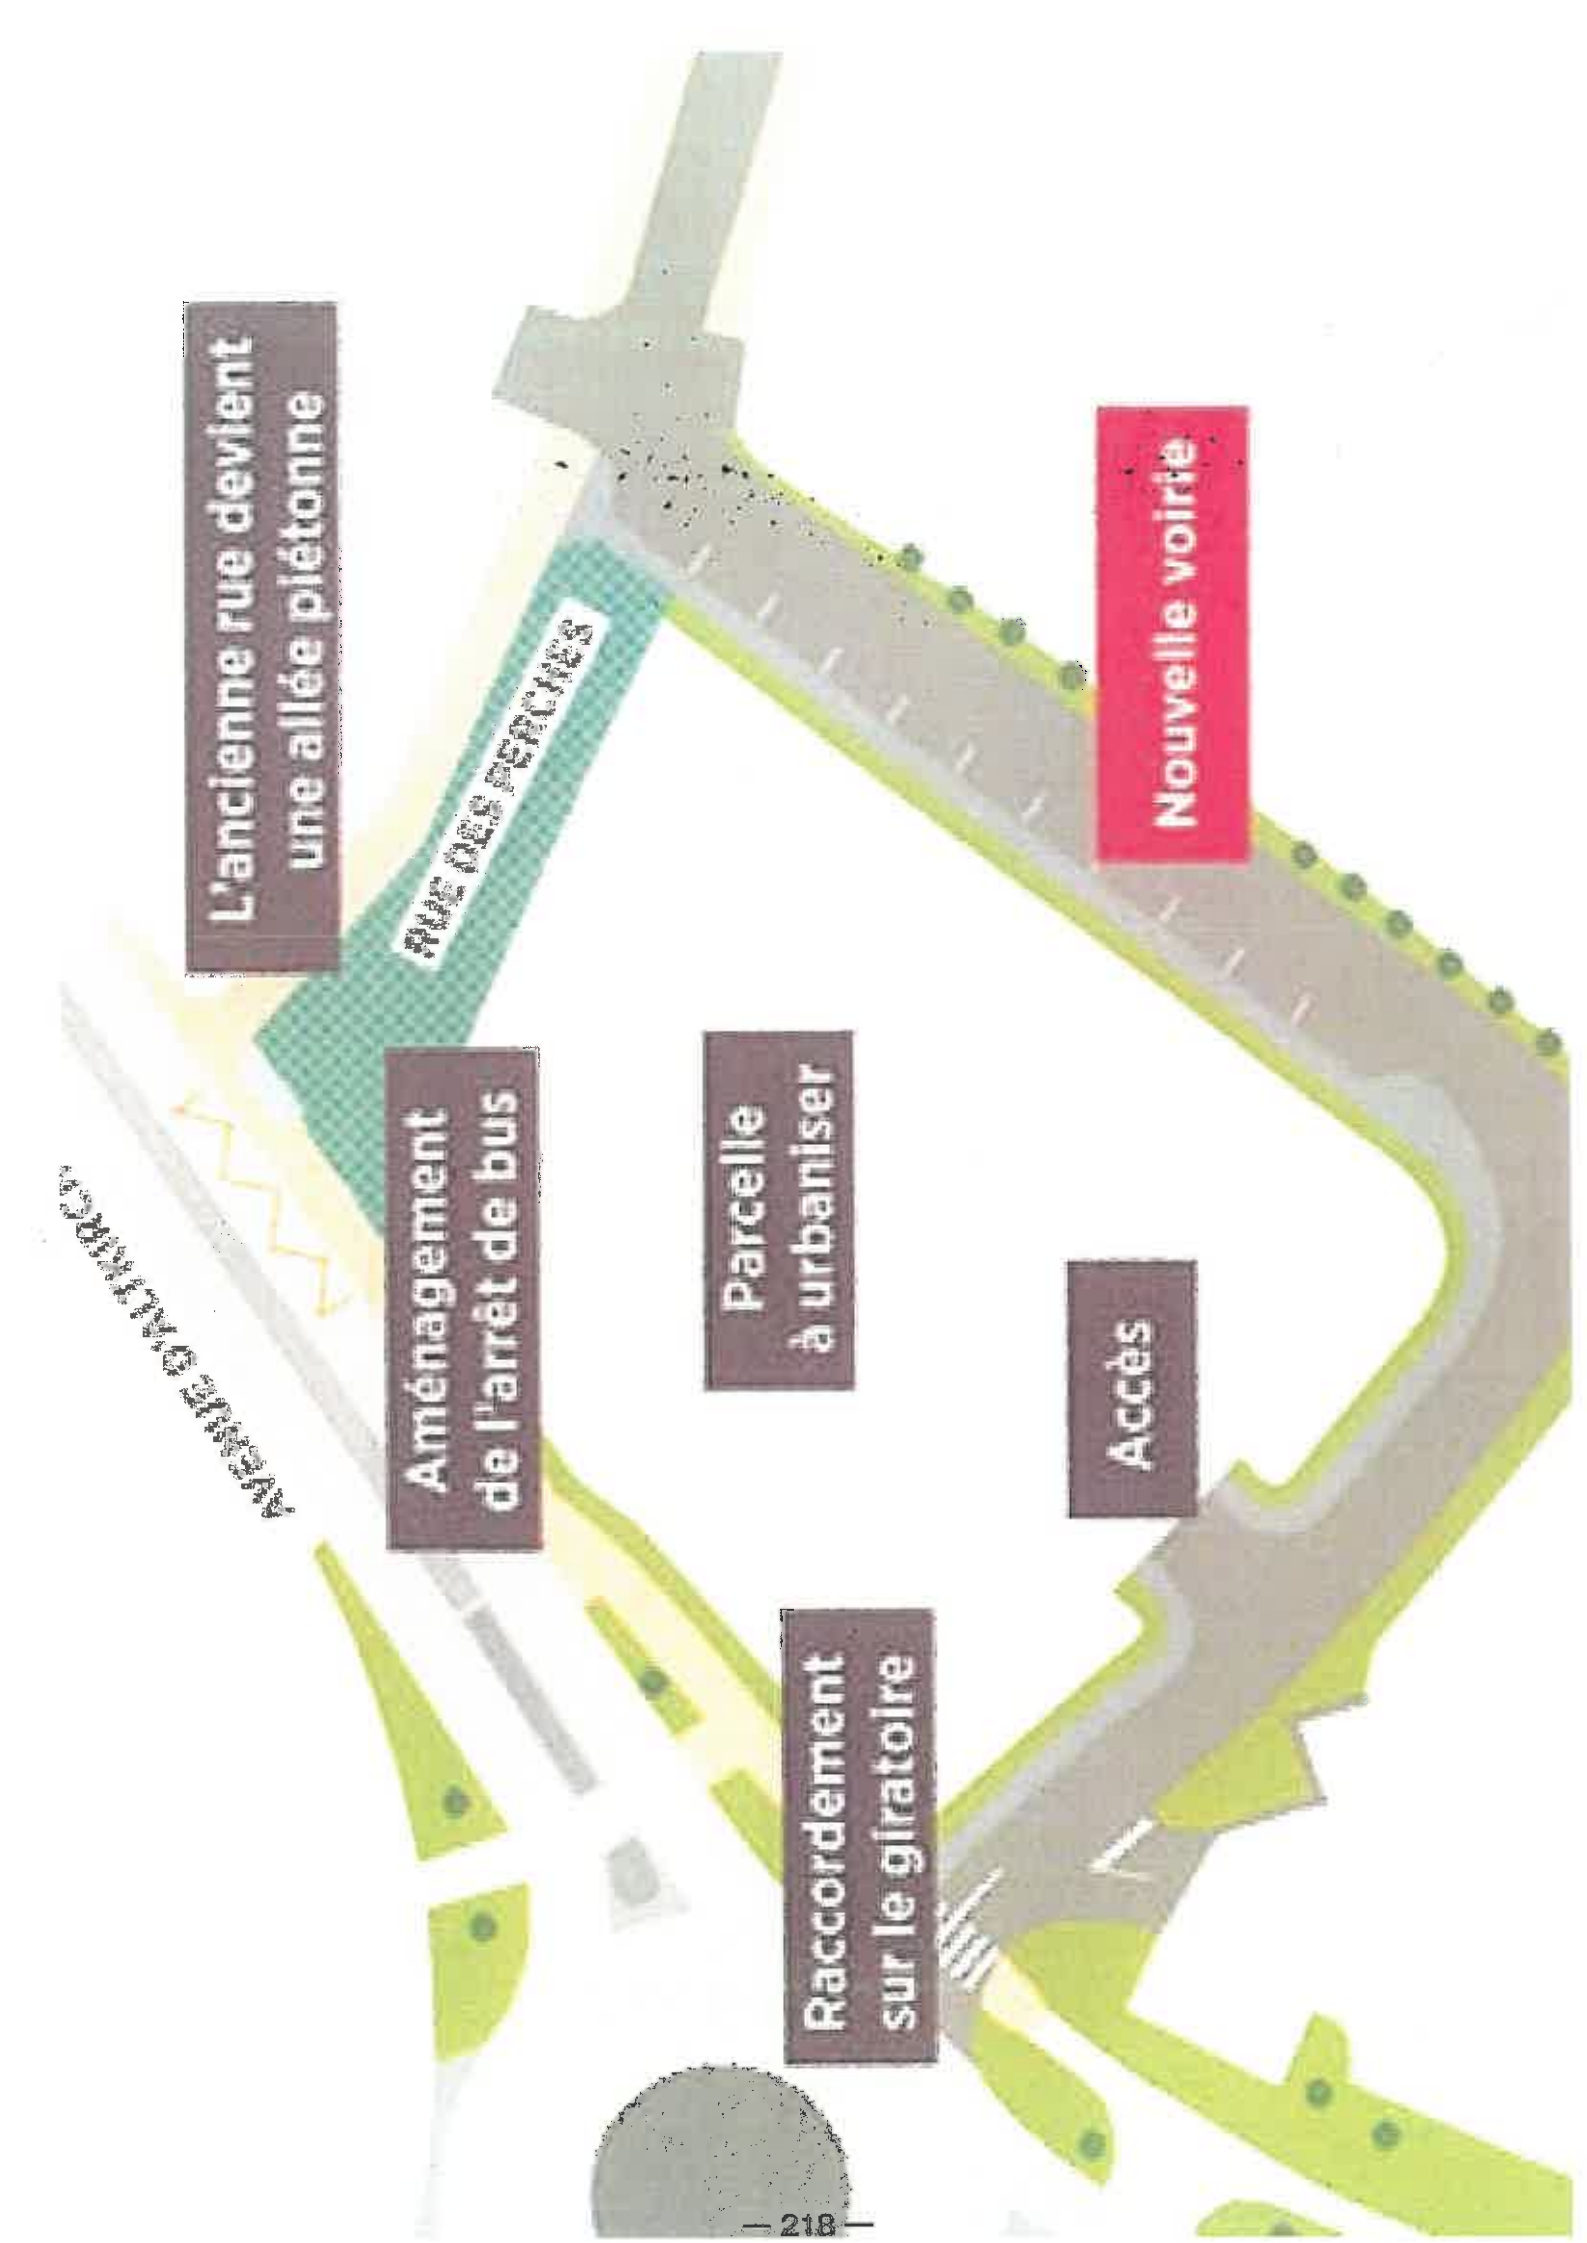 L'ancienne rue devient
une allée piétonne
RUE DES PERCHES
Aménagement
de l'arrêt de bus
Parcelle
à urbaniser
Nouvelle voirie
Accès
Raccordement
sur le giratoire
— 218 —